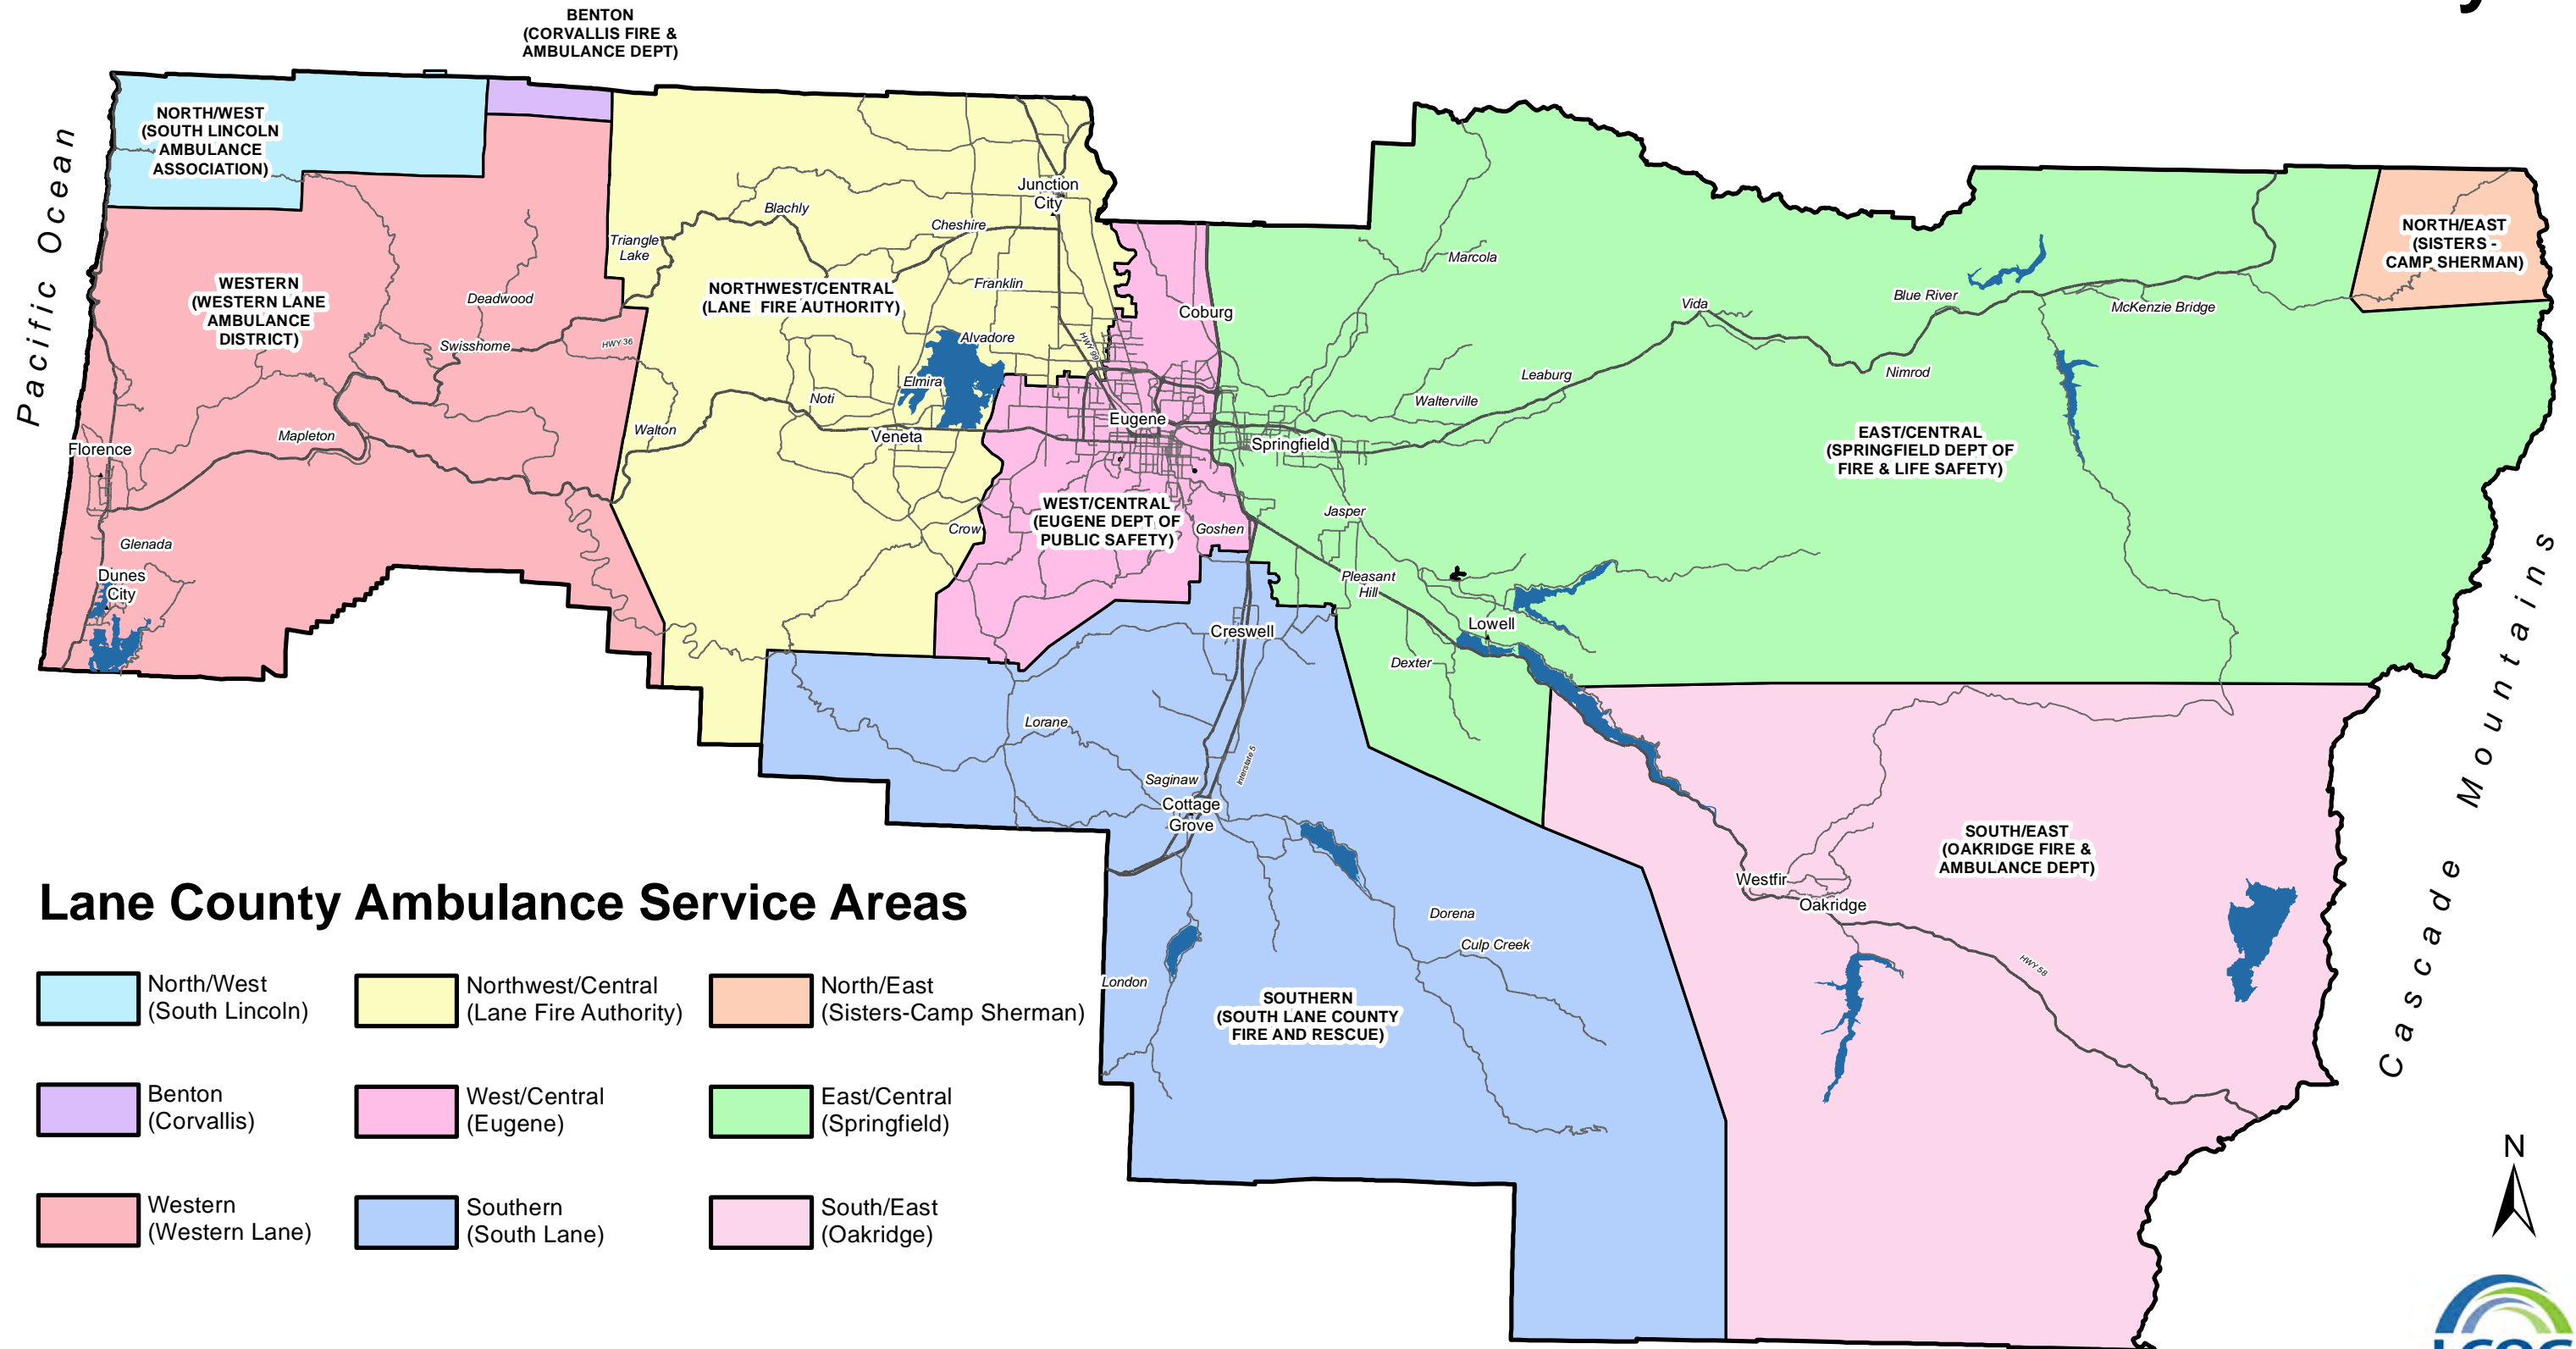 BENTON
(CORVALLIS FIRE &
AMBULANCE DEPT)
NORTH/WEST
(SOUTH LINCOLN
AMBULANCE
ASSOCIATION)
Pacific Ocean
WESTERN
(WESTERN LANE
AMBULANCE
DISTRICT)
Deadwood
Swisshome
HWY 36
Mapleton
Florence
Glenada
Dunes
City
Triangle
Lake
Blachly
Cheshire
Junction
City
NORTHWEST/CENTRAL
(LANE FIRE AUTHORITY)
Franklin
Alvadore
HWY 99
Elmira
Noti
Walton
Veneta
Crow
Coburg
Eugene
WEST/CENTRAL
(EUGENE DEPT OF
PUBLIC SAFETY)
Goshen
Springfield
Marcola
Walterville
Leaburg
Vida
Nimrod
Blue River
McKenzie Bridge
NORTH/EAST
(SISTERS -
CAMP SHERMAN)
EAST/CENTRAL
(SPRINGFIELD DEPT OF
FIRE & LIFE SAFETY)
Jasper
Pleasant
Hill
Lowell
Dexter
Creswell
Lorane
Saginaw
Interstate 5
Cottage
Grove
Dorena
Culp Creek
London
SOUTHERN
(SOUTH LANE COUNTY
FIRE AND RESCUE)
SOUTH/EAST
(OAKRIDGE FIRE &
AMBULANCE DEPT)
Westfir
Oakridge
HWY 58
Cascade Mountains
Lane County Ambulance Service Areas
North/West
(South Lincoln)
Northwest/Central
(Lane Fire Authority)
North/East
(Sisters-Camp Sherman)
Benton
(Corvallis)
West/Central
(Eugene)
East/Central
(Springfield)
Western
(Western Lane)
Southern
(South Lane)
South/East
(Oakridge)
N
LCOG